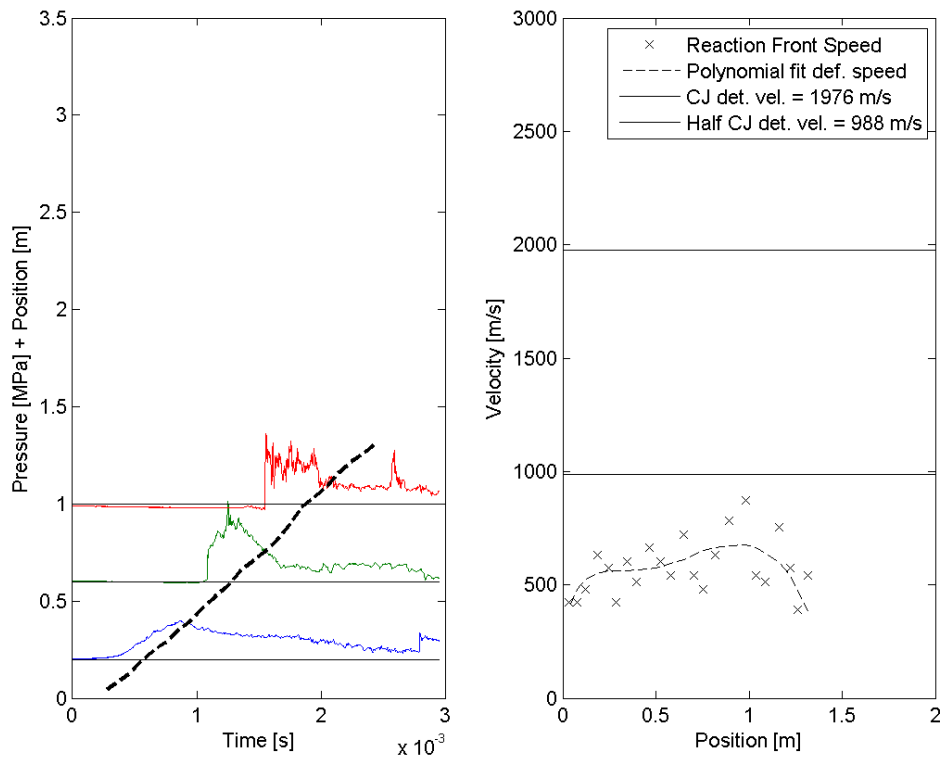 3.5
3
2.5
2
1.5
1
0.5
0
0
1
2
3
x 10⁻³
Time [s]
Pressure [MPa] + Position [m]
3000
2500
2000
1500
1000
500
0
0
0.5
1
1.5
2
Position [m]
Velocity [m/s]
Reaction Front Speed
Polynomial fit def. speed
CJ det. vel. = 1976 m/s
Half CJ det. vel. = 988 m/s